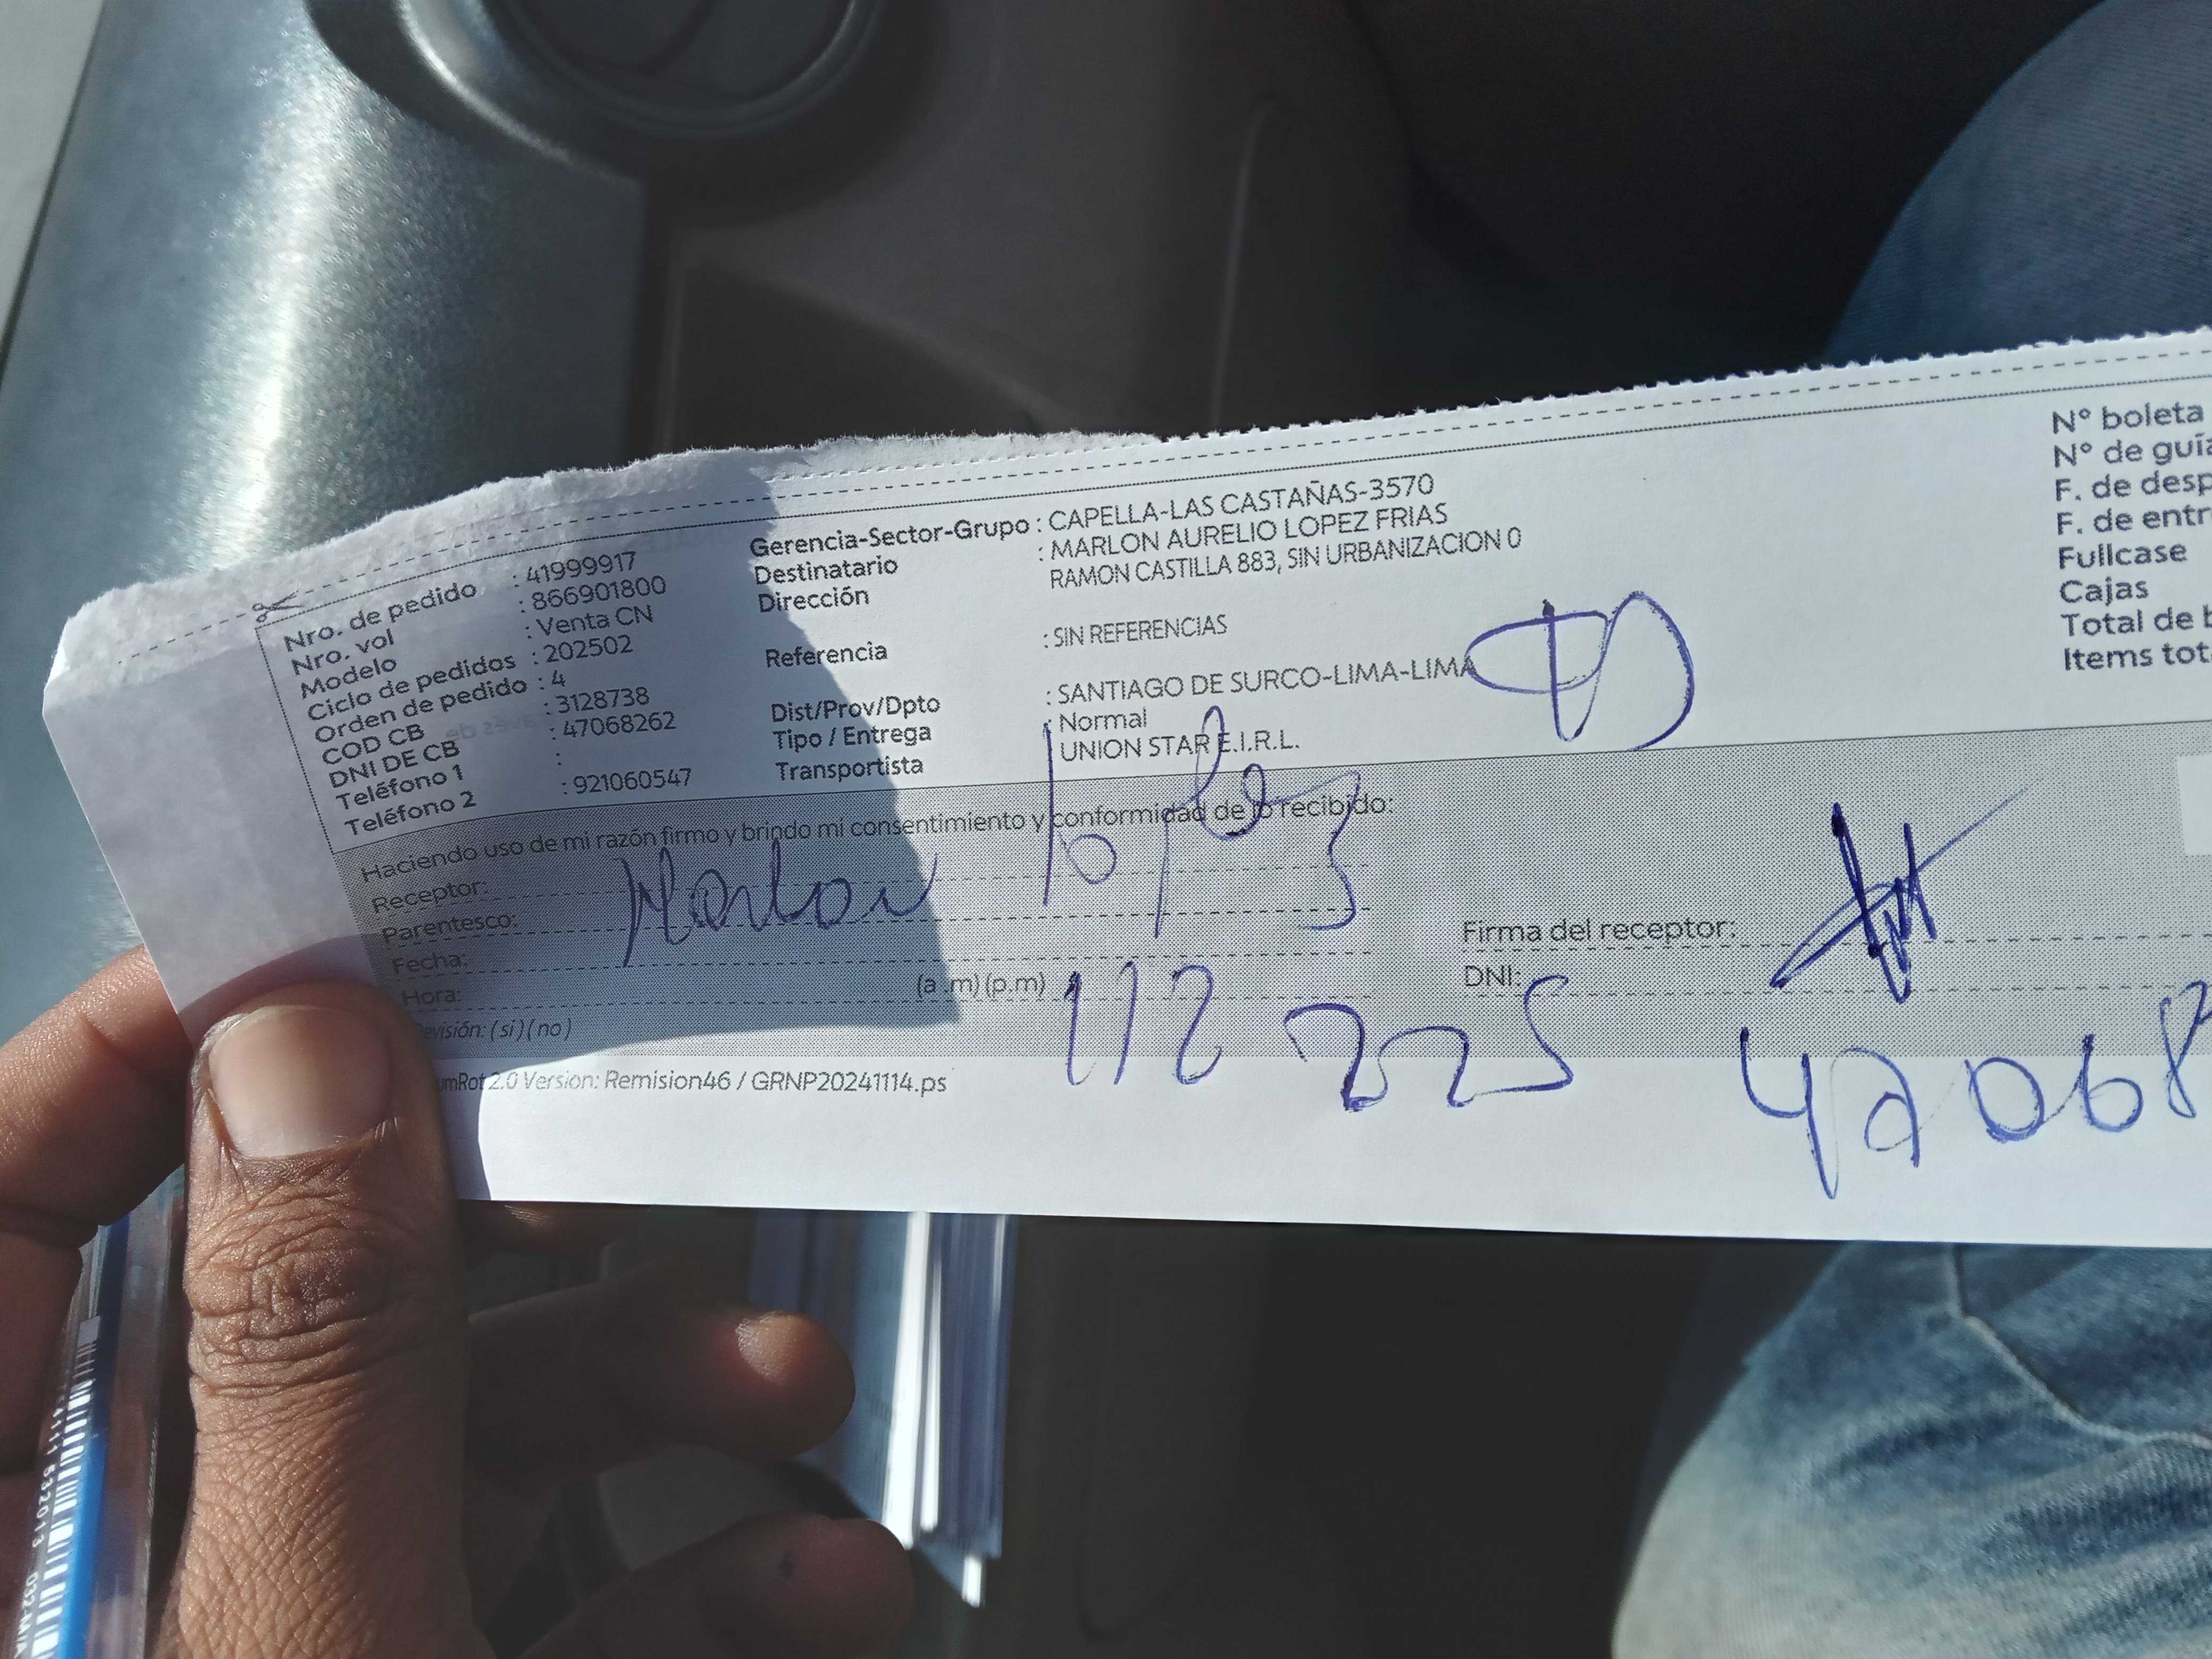 Nro. de pedido : 41999917
Nro. vol : 866901800
Modelo : Venta CN
Ciclo de pedidos : 202502
Orden de pedido : 4
COD CB : 3128738
DNI DE CB : 47068262
Teléfono 1 :
Teléfono 2 : 921060547
Gerencia-Sector-Grupo : CAPELLA-LAS CASTAÑAS-3570
Destinatario : MARLON AURELIO LOPEZ FRIAS
Dirección RAMON CASTILLA 883, SIN URBANIZACION 0
Referencia : SIN REFERENCIAS
Dist/Prov/Dpto : SANTIAGO DE SURCO-LIMA-LIMA
Tipo / Entrega : Normal
Transportista : UNION STAR E.I.R.L.
N° boleta
N° de guía
F. de desp
F. de entr
Fullcase
Cajas
Total de b
Items tot
Haciendo uso de mi razón firmo y brindo mi consentimiento y conformidad de lo recibido:
Receptor: Marlon lopez
Parentesco:
Fecha:
Hora: (a.m)(p.m)
Revisión: (si)(no)
Firma del receptor:
DNI:
umRot 2.0 Version: Remision46 / GRNP20241114.ps